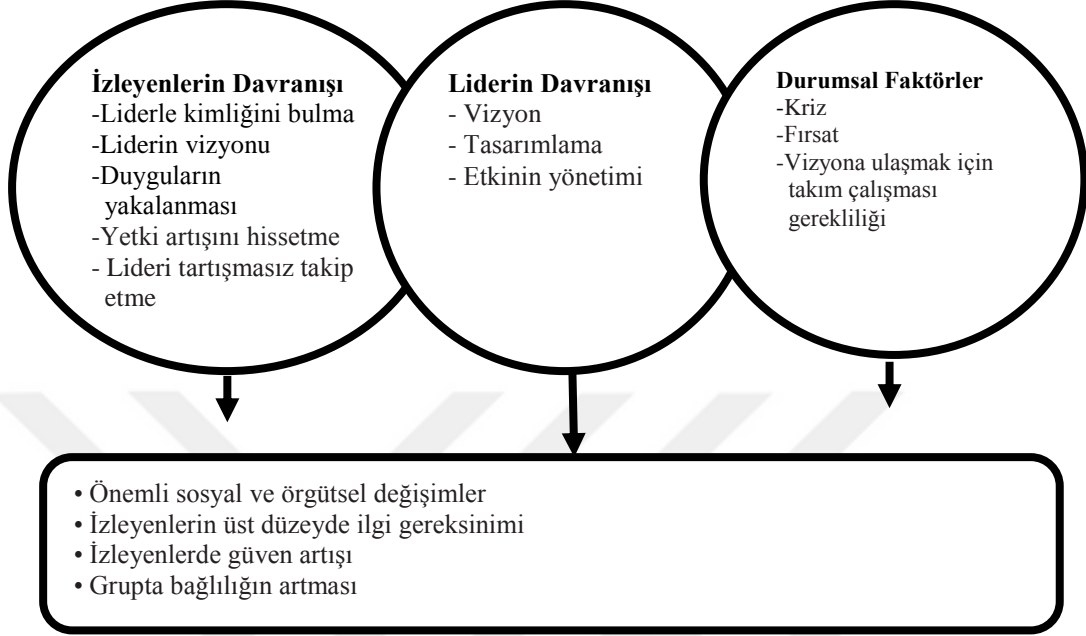 İzleyenlerin Davranışı
-Liderle kimliğini bulma
-Liderin vizyonu
-Duyguların
yakalanması
-Yetki artışını hissetme
- Lideri tartışmasız takip
etme
Liderin Davranışı
- Vizyon
- Tasarımlama
- Etkinin yönetimi
Durumsal Faktörler
-Kriz
-Fırsat
-Vizyona ulaşmak için
takım çalışması
gerekliliği
• Önemli sosyal ve örgütsel değişimler
• İzleyenlerin üst düzeyde ilgi gereksinimi
• İzleyenlerde güven artışı
• Grupta bağlılığın artması